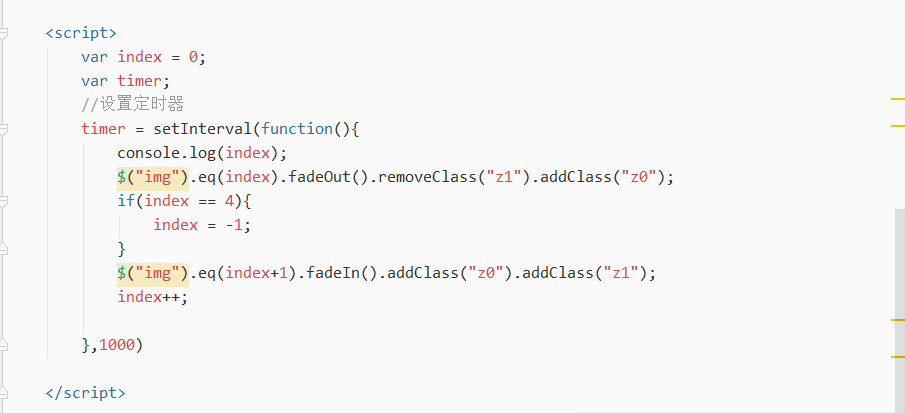 <script>
var index = 0;
var timer;
//设置定时器
timer = setInterval(function(){
console.log(index);
$("img").eq(index).fadeOut().removeClass("z1").addClass("z0");
if(index == 4){
index = -1;
}
$("img").eq(index+1).fadeIn().addClass("z0").addClass("z1");
index++;
},1000)
</script>